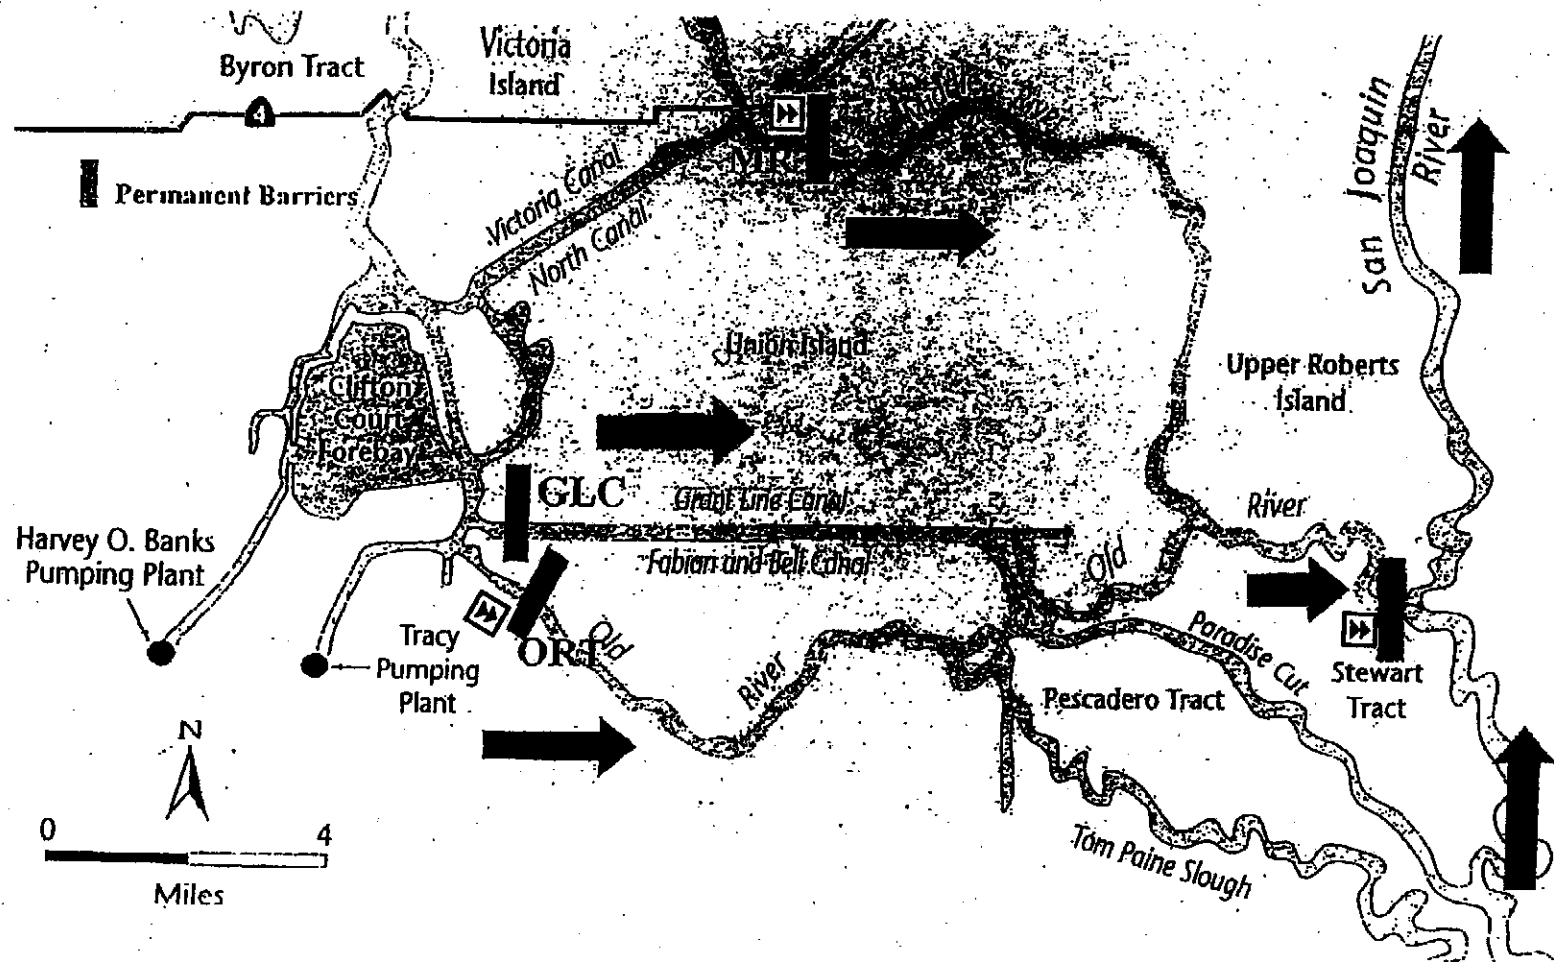 Victoria
Island
Byron Tract
4
Permanent Barriers
Victoria Canal
North Canal
MR
San Joaquin
River
Union Island
Upper Roberts
Island
Clifton
Court
Forebay
GLC
Grant Line Canal
Fabian and Bell Canal
River
Old
Harvey O. Banks
Pumping Plant
Tracy
Pumping
Plant
ORT
Old
River
Paradise Cut
Stewart
Tract
Pescadero Tract
Tom Paine Slough
N
0 4
Miles